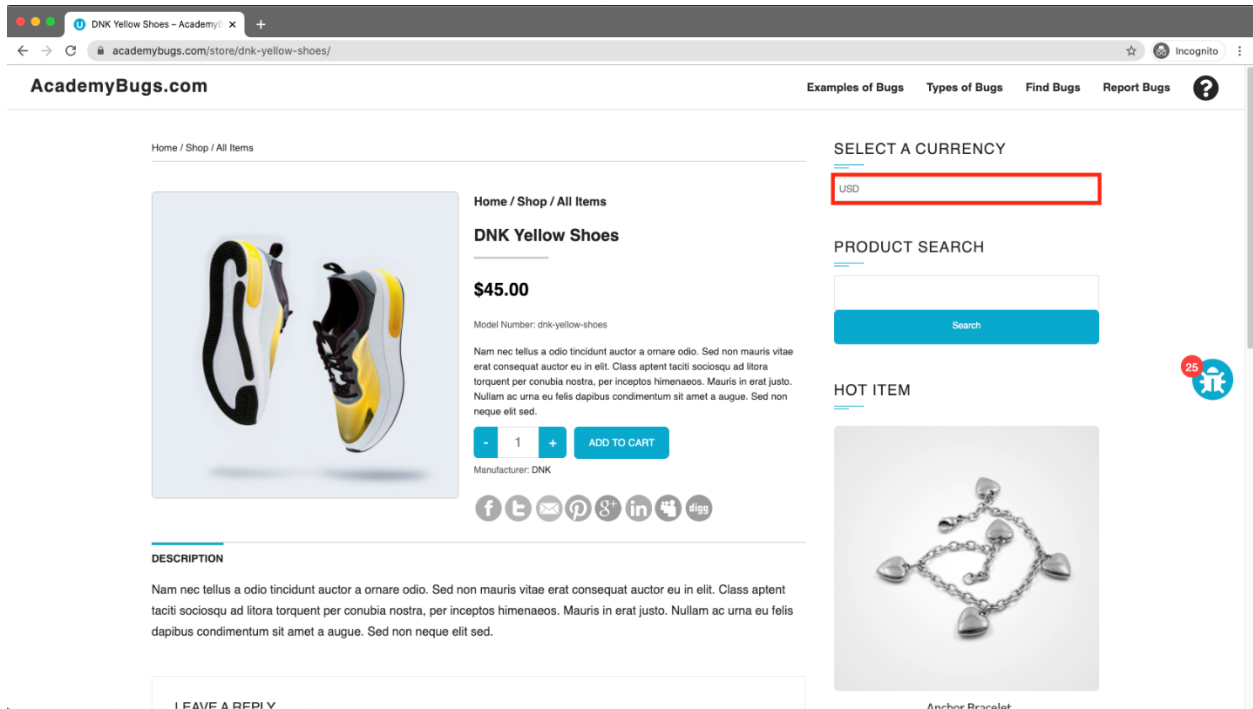 DNK Yellow Shoes – AcademyB
academybugs.com/store/dnk-yellow-shoes/
Incognito
AcademyBugs.com
Examples of Bugs
Types of Bugs
Find Bugs
Report Bugs
?
Home / Shop / All Items
Home / Shop / All Items
DNK Yellow Shoes
$45.00
Model Number: dnk-yellow-shoes
Nam nec tellus a odio tincidunt auctor a ornare odio. Sed non mauris vitae
erat consequat auctor eu in elit. Class aptent taciti sociosqu ad litora
torquent per conubia nostra, per inceptos himenaeos. Mauris in erat justo.
Nullam ac urna eu felis dapibus condimentum sit amet a augue. Sed non
neque elit sed.
- 1 +
ADD TO CART
Manufacturer: DNK
digg
DESCRIPTION
Nam nec tellus a odio tincidunt auctor a ornare odio. Sed non mauris vitae erat consequat auctor eu in elit. Class aptent
taciti sociosqu ad litora torquent per conubia nostra, per inceptos himenaeos. Mauris in erat justo. Nullam ac urna eu felis
dapibus condimentum sit amet a augue. Sed non neque elit sed.
LEAVE A REPLY
SELECT A CURRENCY
USD
PRODUCT SEARCH
Search
HOT ITEM
Anchor Bracelet
25